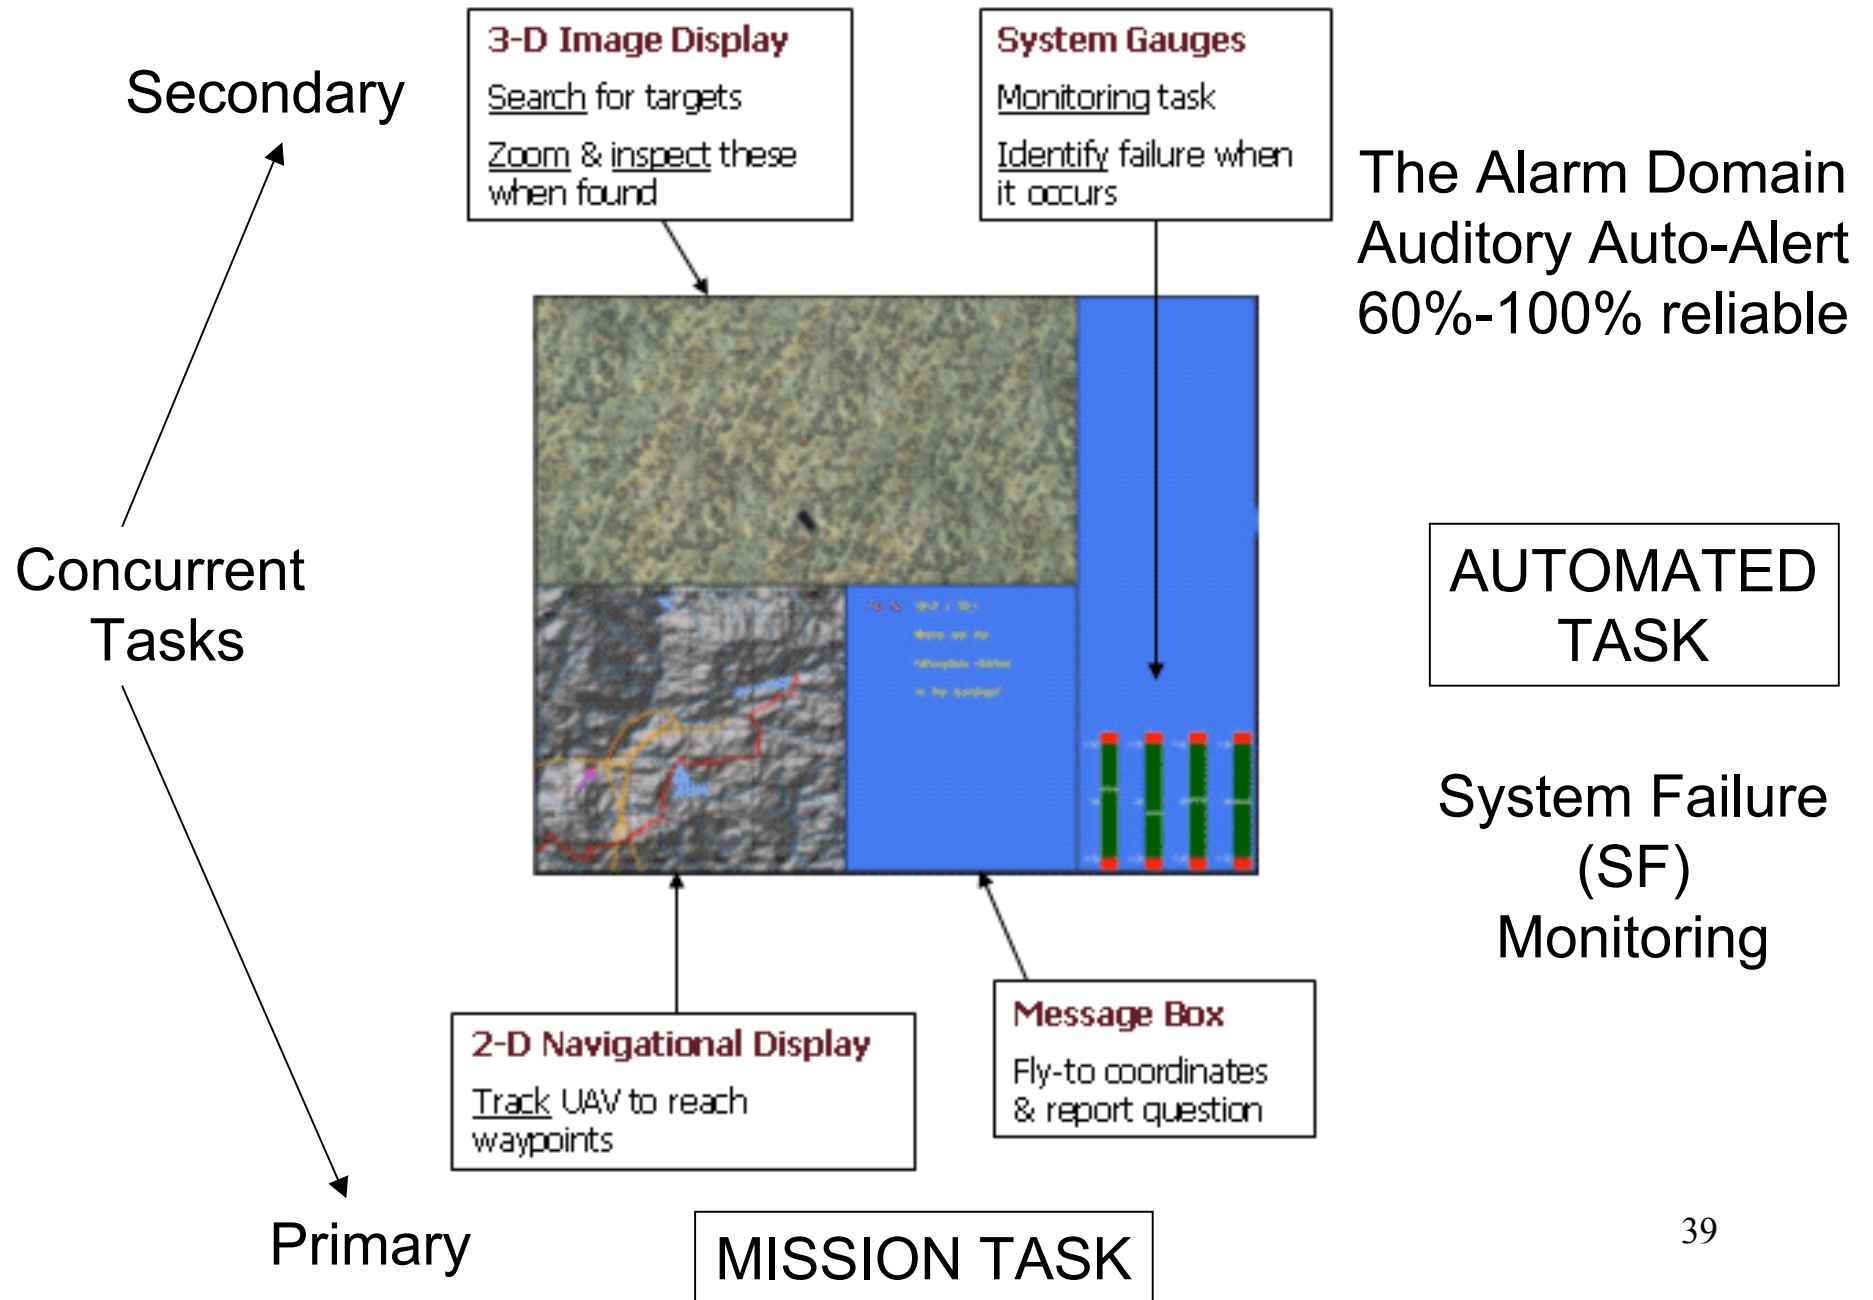 3-D Image Display
Search for targets
Zoom & inspect these
when found
System Gauges
Monitoring task
Identify failure when
it occurs
Secondary
The Alarm Domain
Auditory Auto-Alert
60%-100% reliable
Concurrent
Tasks
AUTOMATED
TASK
System Failure
(SF)
Monitoring
2-D Navigational Display
Track UAV to reach
waypoints
Message Box
Fly-to coordinates
& report question
Primary
MISSION TASK
39